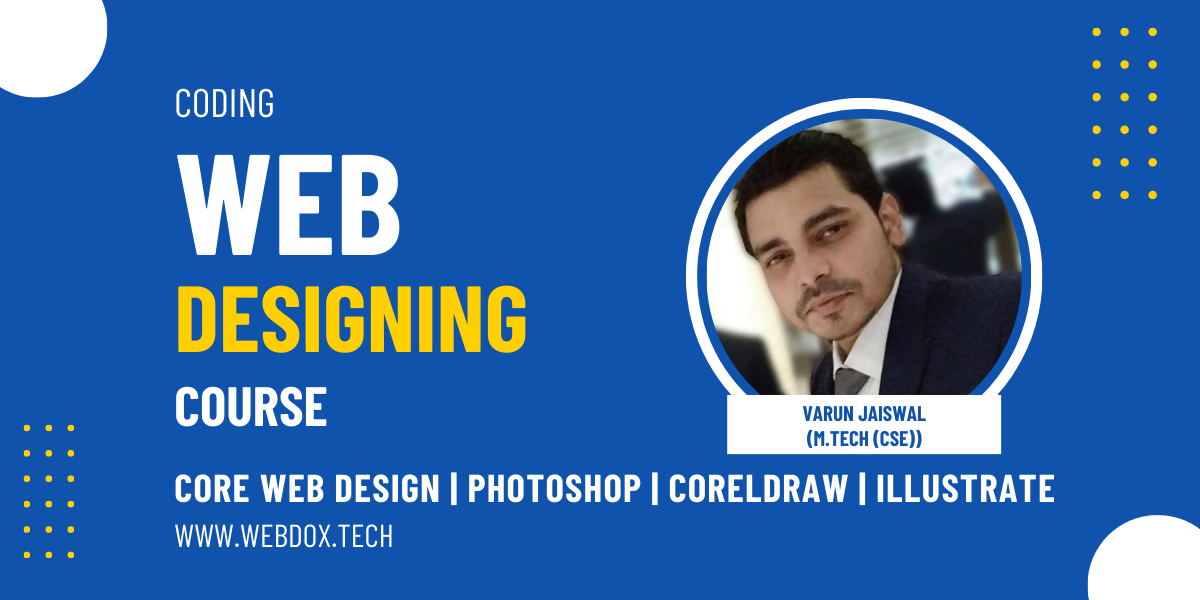 CODING
WEB
DESIGNING
COURSE
VARUN JAISWAL
(M.TECH (CSE))
CORE WEB DESIGN | PHOTOSHOP | CORELDRAW | ILLUSTRATE
WWW.WEBDOX.TECH